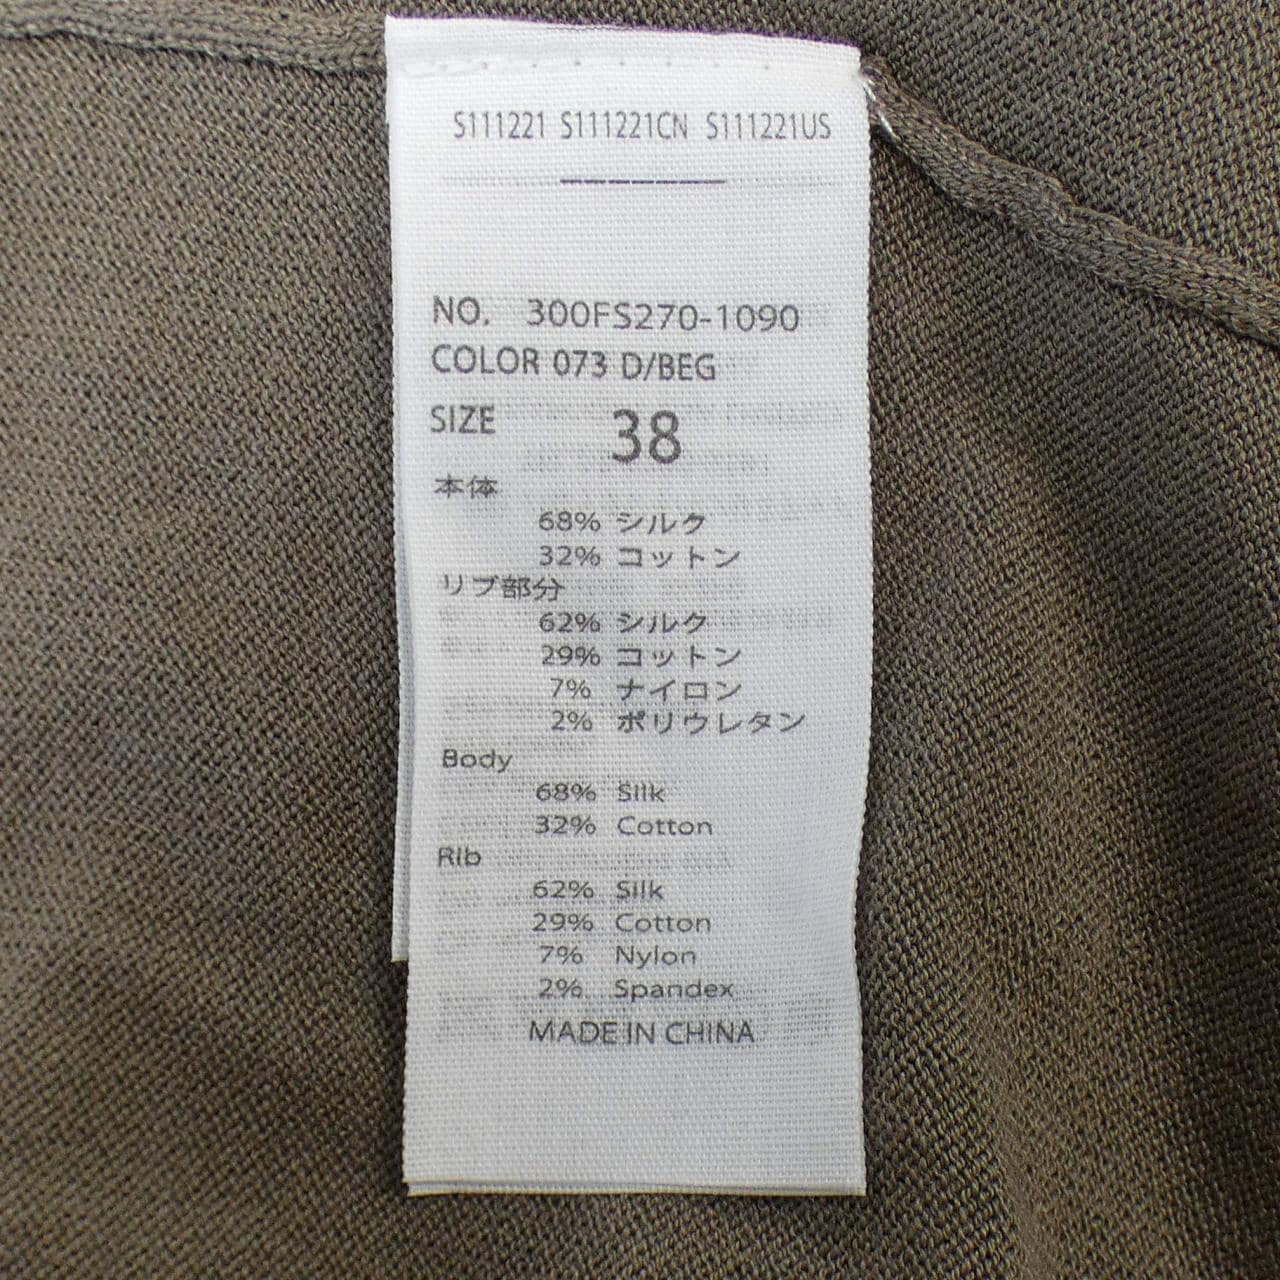 S111221 S111221CN S111221US
NO. 300FS270-1090
COLOR 073 D/BEG
SIZE 38
本体
68% シルク
32% コットン
リブ部分
62% シルク
29% コットン
7% ナイロン
2% ポリウレタン
Body
68% Silk
32% Cotton
Rib
62% Silk
29% Cotton
7% Nylon
2% Spandex
MADE IN CHINA